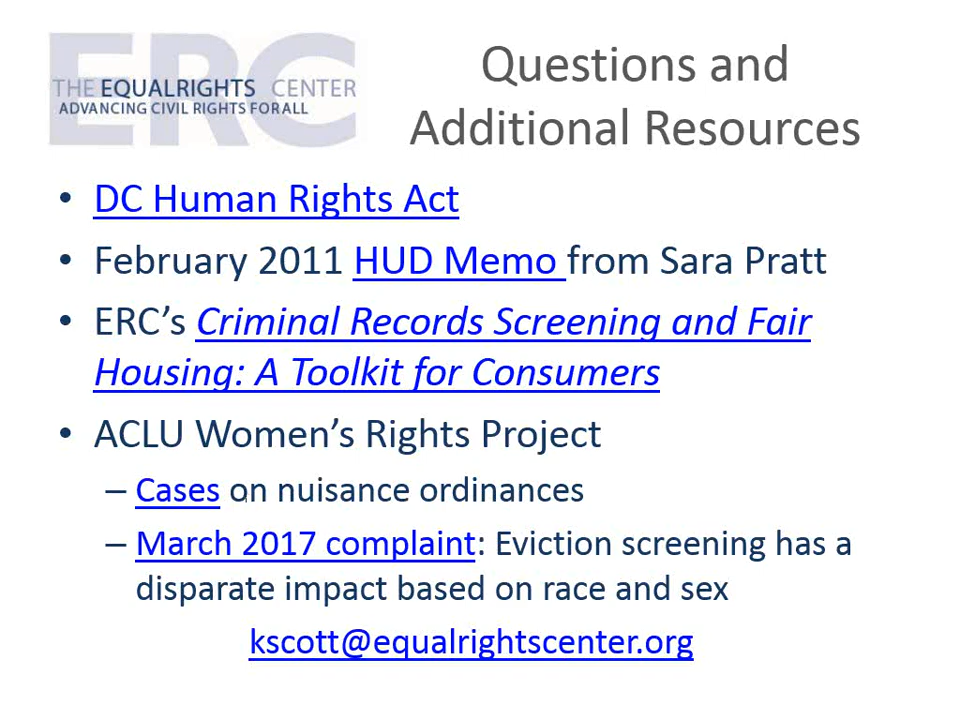 ERC
THE EQUALRIGHTS CENTER
ADVANCING CIVIL RIGHTS FOR ALL
Questions and
Additional Resources
• DC Human Rights Act
• February 2011 HUD Memo from Sara Pratt
• ERC’s Criminal Records Screening and Fair
Housing: A Toolkit for Consumers
• ACLU Women’s Rights Project
– Cases on nuisance ordinances
– March 2017 complaint: Eviction screening has a
disparate impact based on race and sex
kscott@equalrightscenter.org